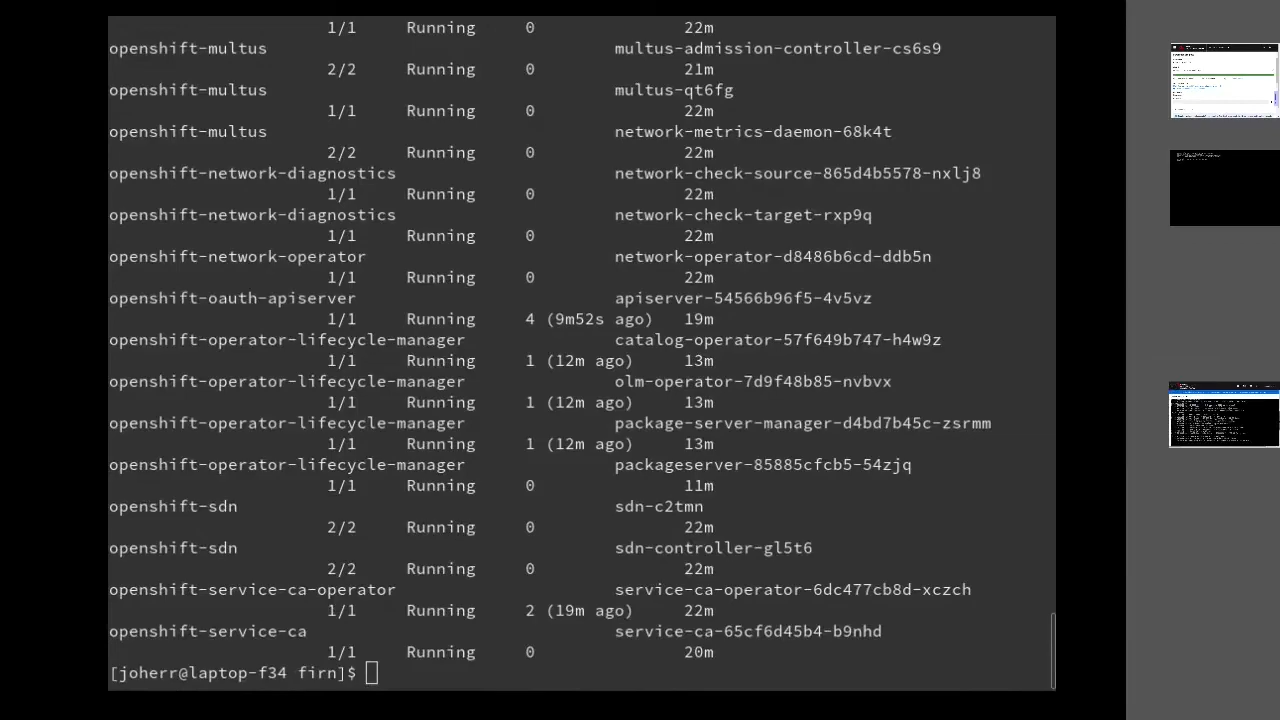 1/1     Running     0     22m
openshift-multus     multus-admission-controller-cs6s9
2/2     Running     0     21m
openshift-multus     multus-qt6fg
1/1     Running     0     22m
openshift-multus     network-metrics-daemon-68k4t
2/2     Running     0     22m
openshift-network-diagnostics     network-check-source-865d4b5578-nxlj8
1/1     Running     0     22m
openshift-network-diagnostics     network-check-target-rxp9q
1/1     Running     0     22m
openshift-network-operator     network-operator-d8486b6cd-ddb5n
1/1     Running     0     22m
openshift-oauth-apiserver     apiserver-54566b96f5-4v5vz
1/1     Running     4 (9m52s ago)     19m
openshift-operator-lifecycle-manager     catalog-operator-57f649b747-h4w9z
1/1     Running     1 (12m ago)     13m
openshift-operator-lifecycle-manager     olm-operator-7d9f48b85-nvbvx
1/1     Running     1 (12m ago)     13m
openshift-operator-lifecycle-manager     package-server-manager-d4bd7b45c-zsrmm
1/1     Running     1 (12m ago)     13m
openshift-operator-lifecycle-manager     packageserver-85885cfcb5-54zjq
1/1     Running     0     11m
openshift-sdn     sdn-c2tmn
2/2     Running     0     22m
openshift-sdn     sdn-controller-gl5t6
2/2     Running     0     22m
openshift-service-ca-operator     service-ca-operator-6dc477cb8d-xczch
1/1     Running     2 (19m ago)     22m
openshift-service-ca     service-ca-65cf6d45b4-b9nhd
1/1     Running     0     20m
[joherr@laptop-f34 firn]$